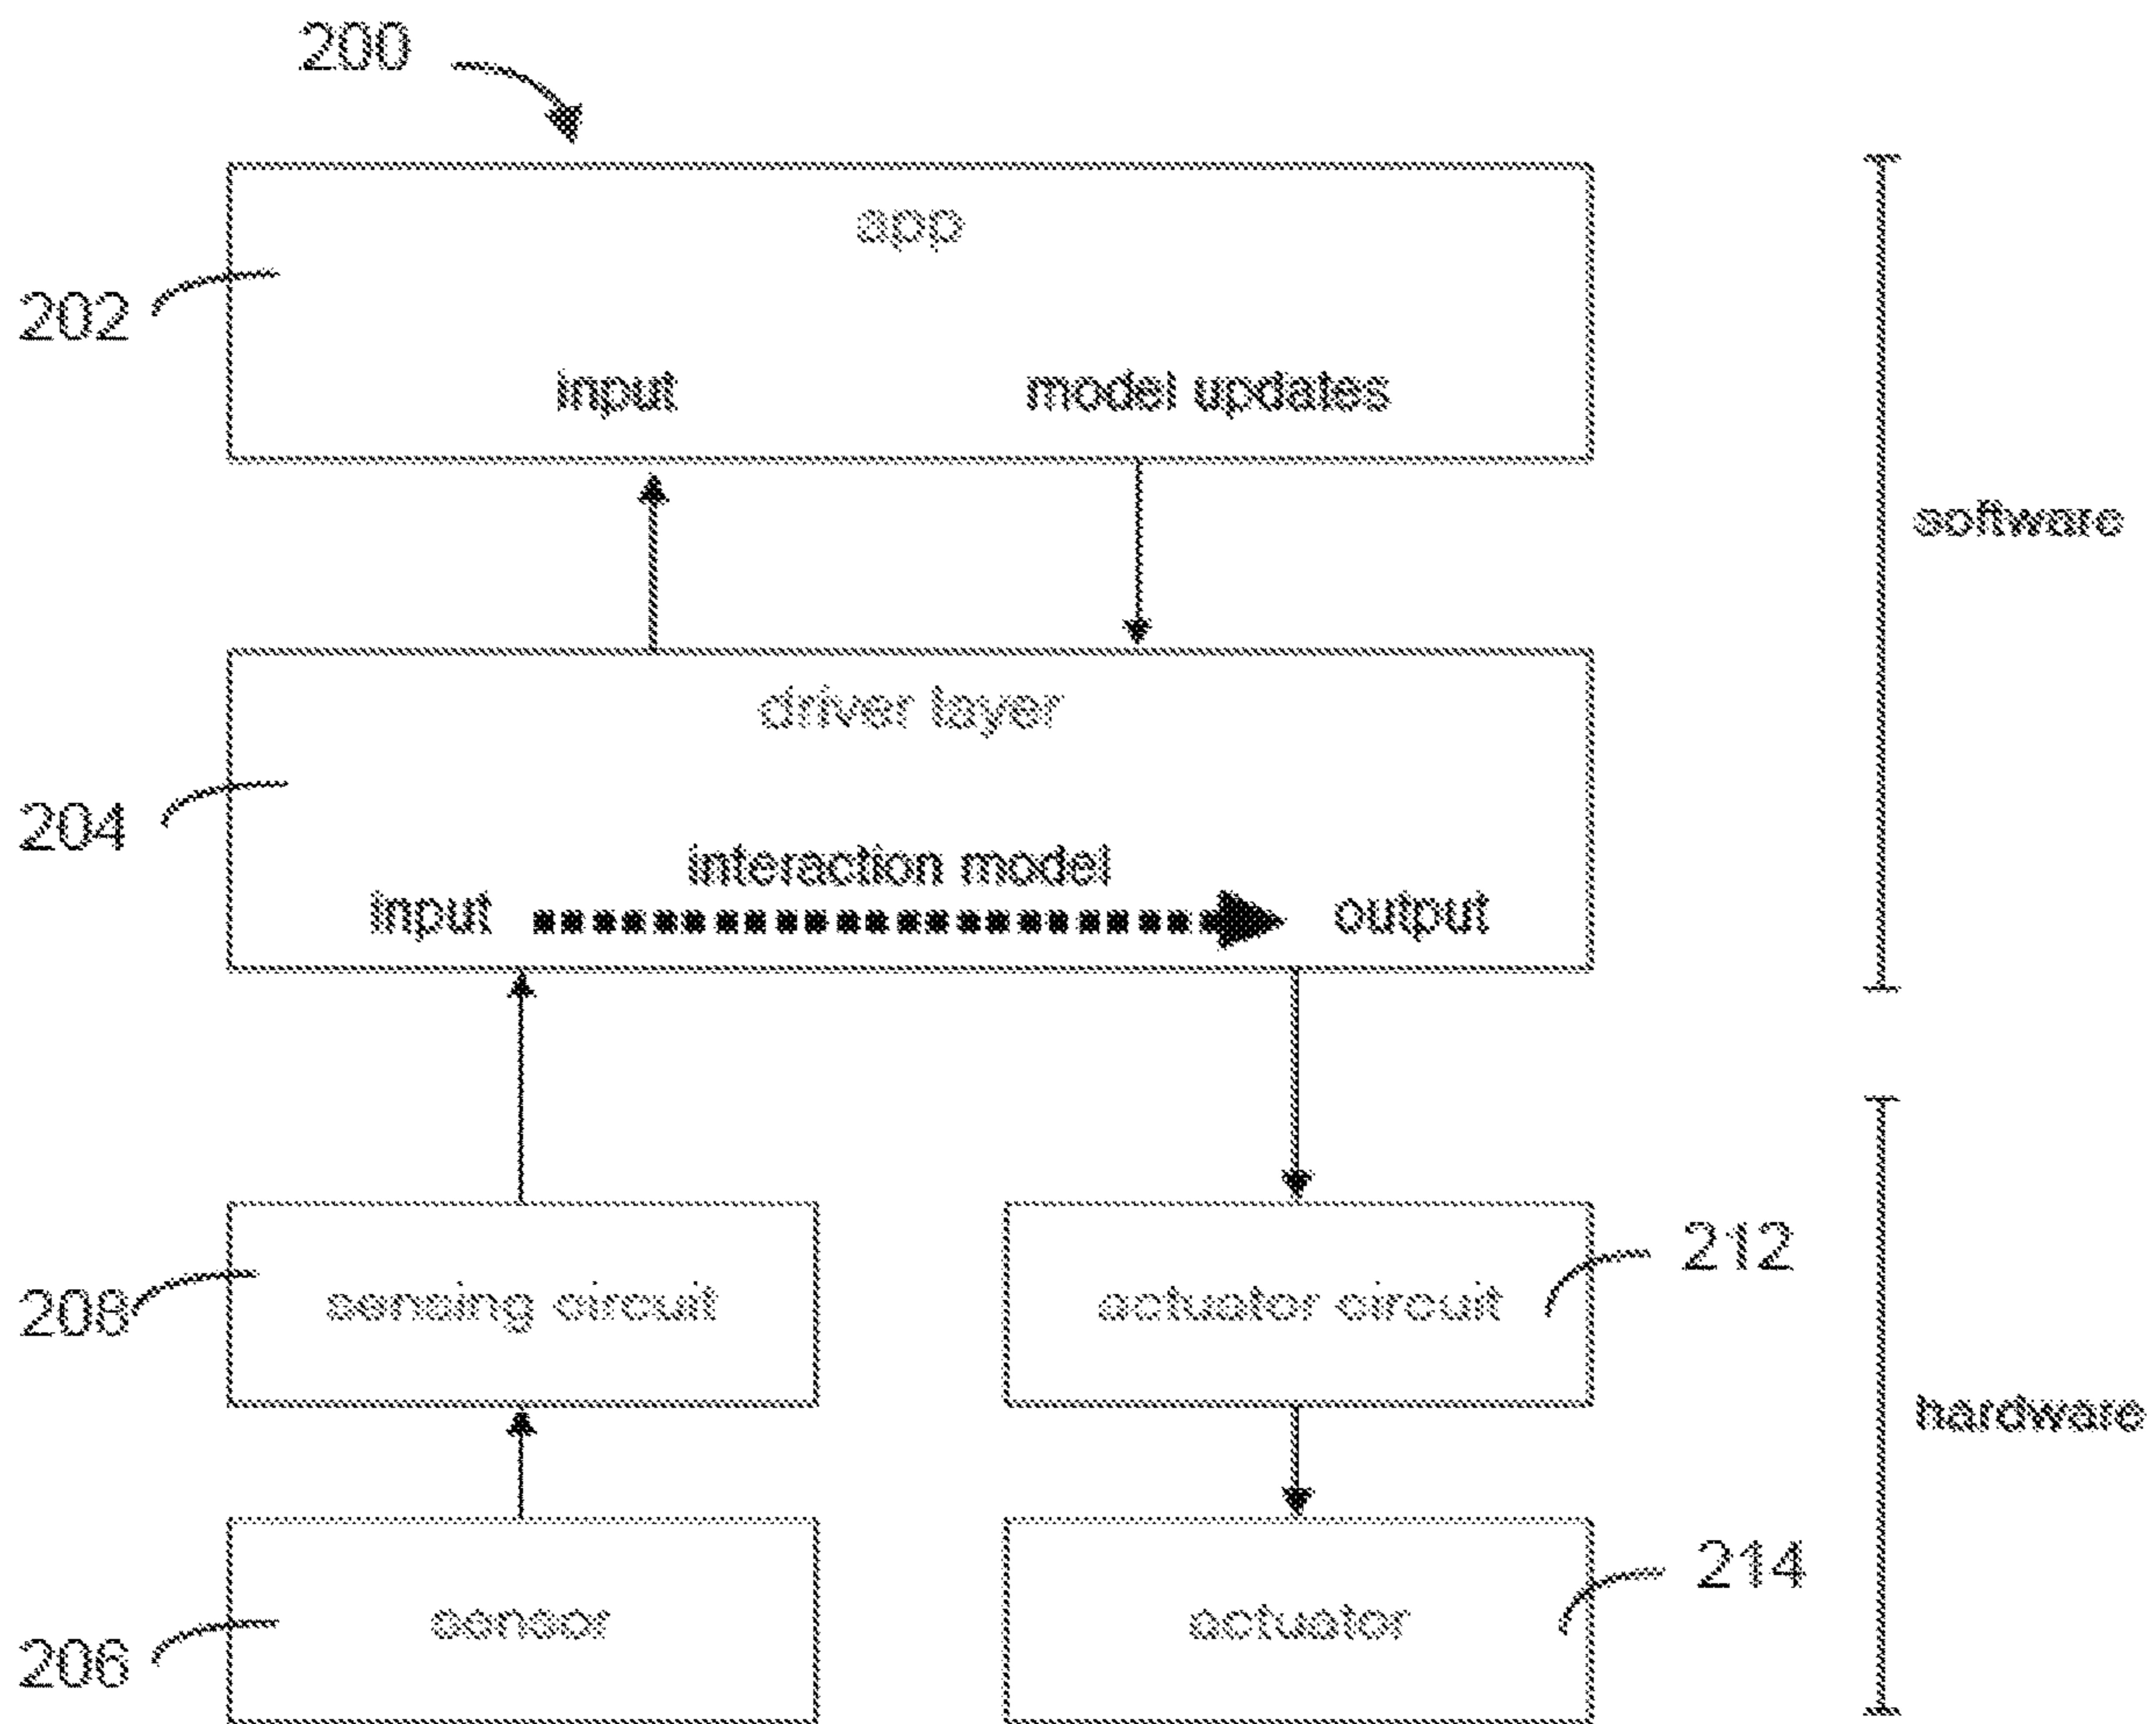 200
app
202
input model updates
software
driver layer
204
interaction model
input output
212
208 sensing circuit actuator circuit
hardware
214
206 sensor actuator